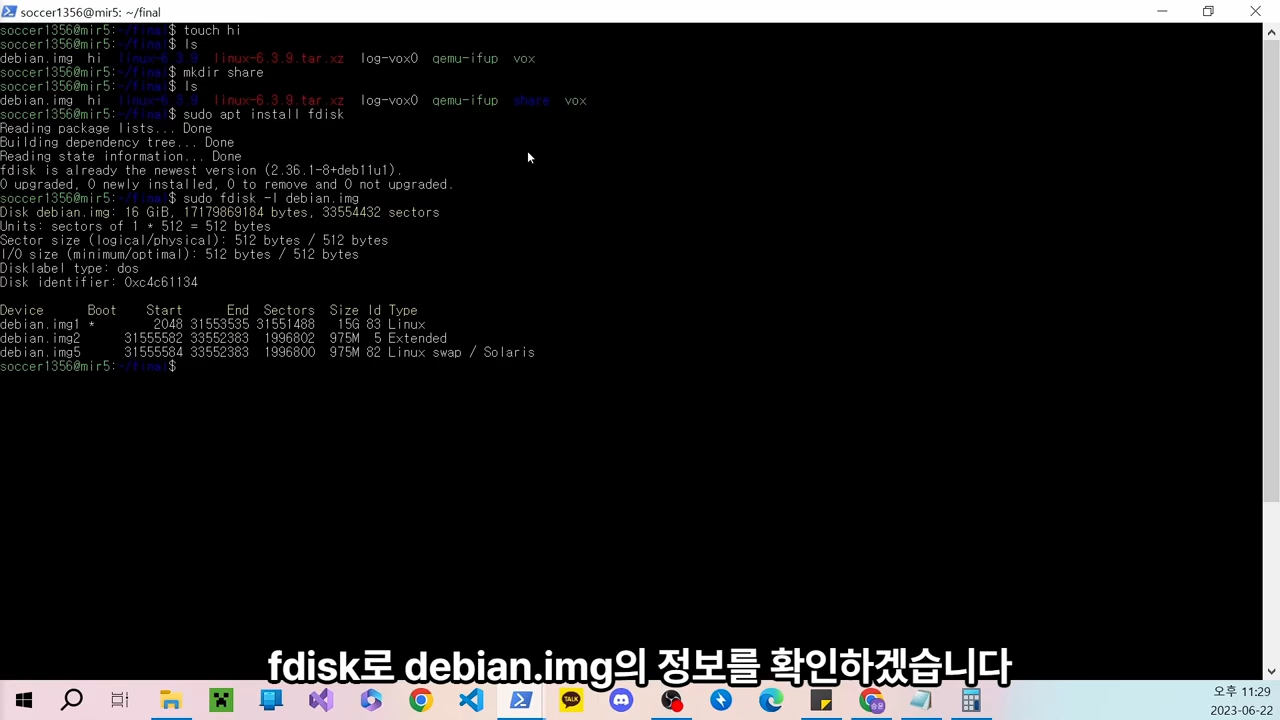 soccer1356@mir5: ~/final
soccer1356@mir5:~/final$ touch hi
soccer1356@mir5:~/final$ ls
debian.img hi linux-6.3.9 linux-6.3.9.tar.xz log-vox0 qemu-ifup vox
soccer1356@mir5:~/final$ mkdir share
soccer1356@mir5:~/final$ ls
debian.img hi linux-6.3.9 linux-6.3.9.tar.xz log-vox0 qemu-ifup share vox
soccer1356@mir5:~/final$ sudo apt install fdisk
Reading package lists... Done
Building dependency tree... Done
Reading state information... Done
fdisk is already the newest version (2.36.1-8+deb11u1).
0 upgraded, 0 newly installed, 0 to remove and 0 not upgraded.
soccer1356@mir5:~/final$ sudo fdisk -l debian.img
Disk debian.img: 16 GiB, 17179869184 bytes, 33554432 sectors
Units: sectors of 1 * 512 = 512 bytes
Sector size (logical/physical): 512 bytes / 512 bytes
I/O size (minimum/optimal): 512 bytes / 512 bytes
Disklabel type: dos
Disk identifier: 0xc4c61134
Device Boot Start End Sectors Size Id Type
debian.img1 * 2048 31553535 31551488 15G 83 Linux
debian.img2 31555582 33552383 1996802 975M 5 Extended
debian.img5 31555584 33552383 1996800 975M 82 Linux swap / Solaris
soccer1356@mir5:~/final$
fdisk로 debian.img의 정보를 확인하겠습니다
TALK
오후 11:29
2023-06-22